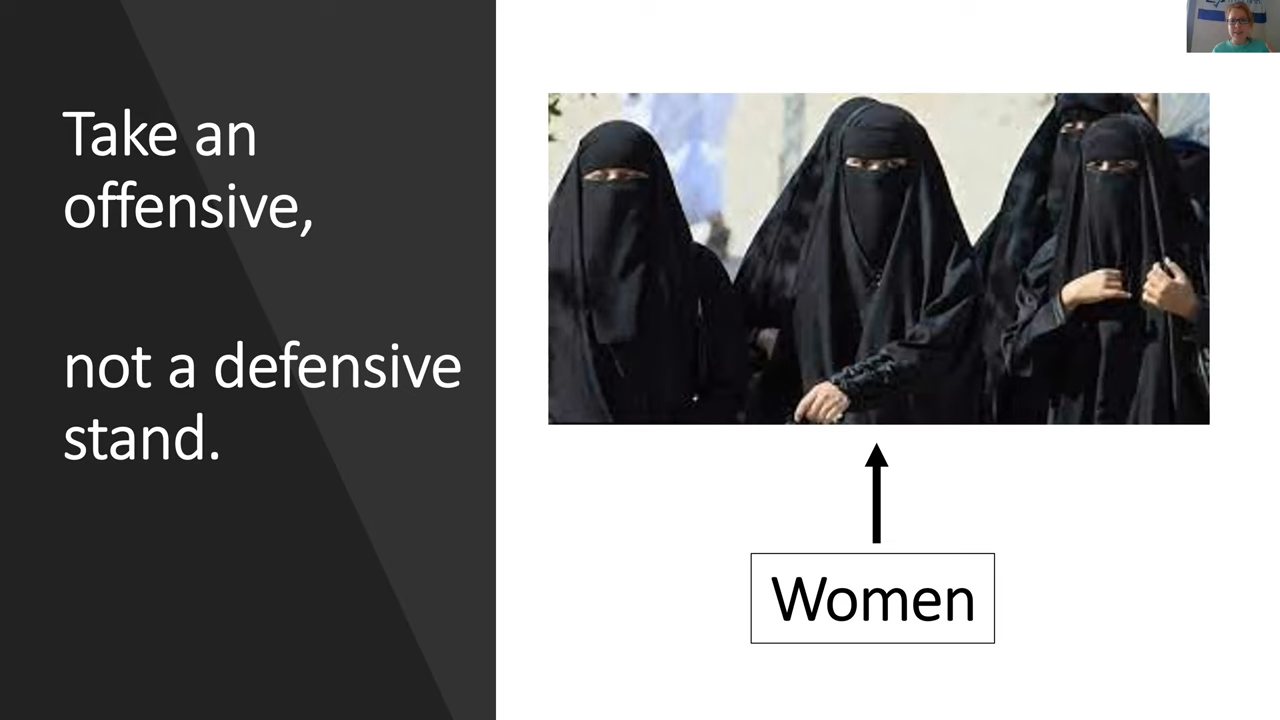 Take an
offensive,
not a defensive
stand.
Women